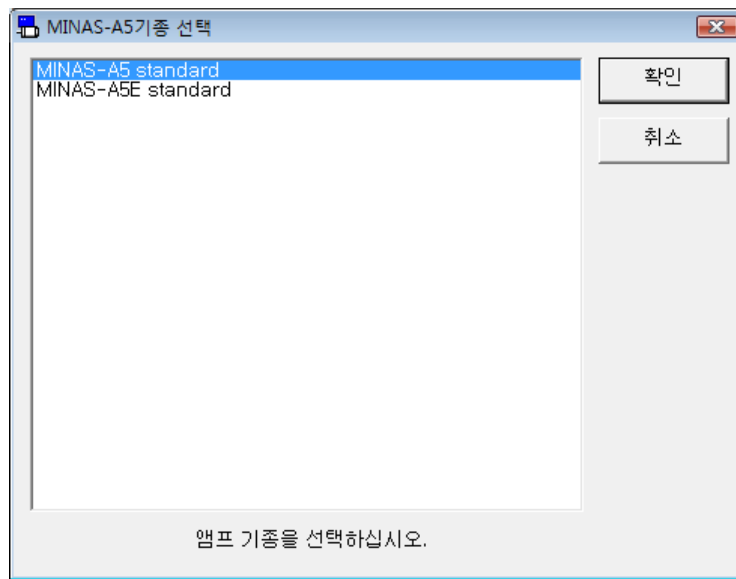 MINAS-A5기종 선택
MINAS-A5 standard
MINAS-A5E standard
확인
취소
앰프 기종을 선택하십시오.